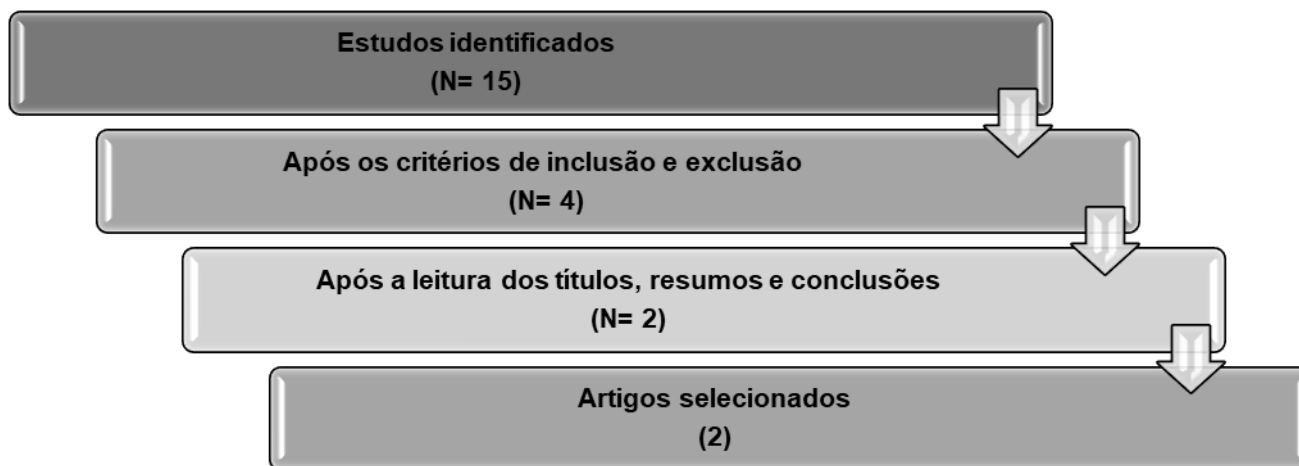 Estudos identificados
(N= 15)
Após os critérios de inclusão e exclusão
(N= 4)
Após a leitura dos títulos, resumos e conclusões
(N= 2)
Artigos selecionados
(2)